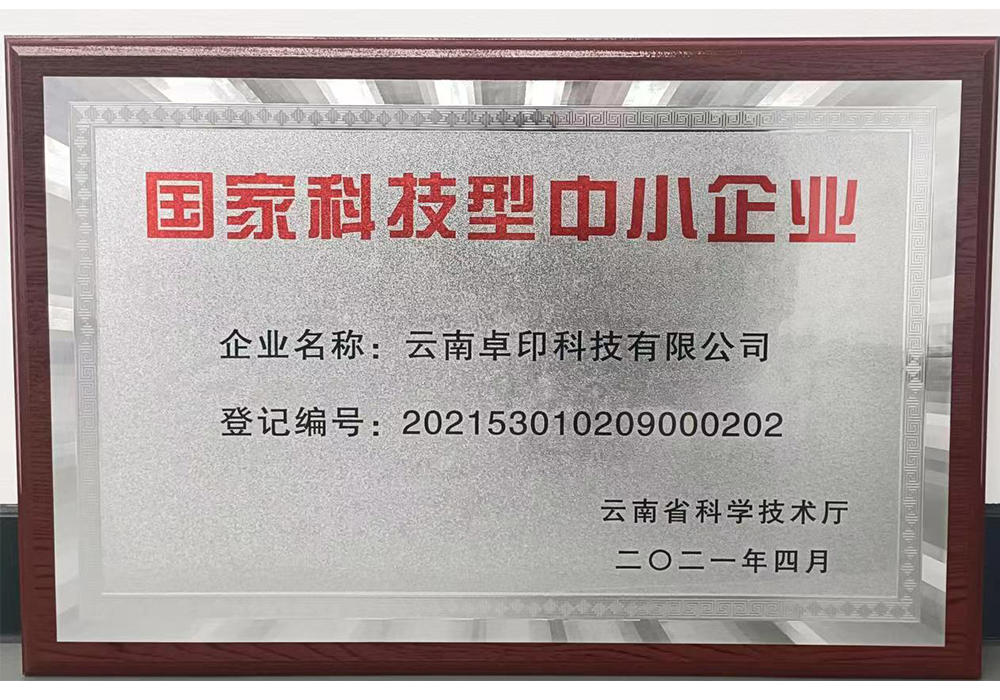 国家科技型中小企业
企业名称：云南卓印科技有限公司
登记编号：202153010209000202
云南省科学技术厅
二〇二一年四月